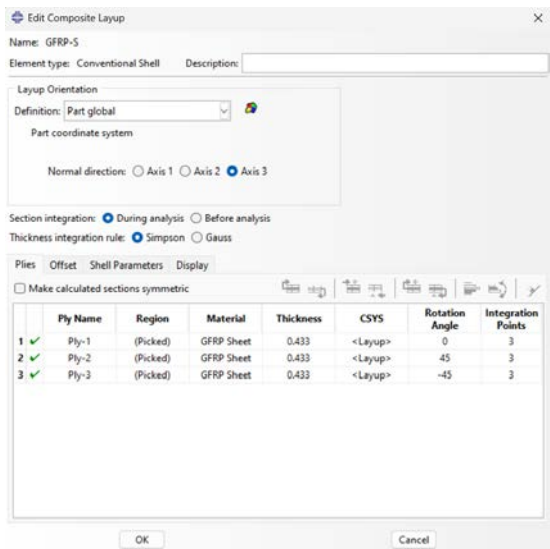 Edit Composite Layup
Name: GFRP-S
Element type: Conventional Shell Description:
Layup Orientation
Definition: Part global
Part coordinate system
Normal direction: Axis 1 Axis 2 Axis 3
Section integration: During analysis Before analysis
Thickness integration rule: Simpson Gauss
Plies Offset Shell Parameters Display
Make calculated sections symmetric
Ply Name Region Material Thickness CSYS Rotation Angle Integration Points
1 Ply-1 (Picked) GFRP Sheet 0.433 <Layup> 0 3
2 Ply-2 (Picked) GFRP Sheet 0.433 <Layup> 45 3
3 Ply-3 (Picked) GFRP Sheet 0.433 <Layup> -45 3
OK Cancel